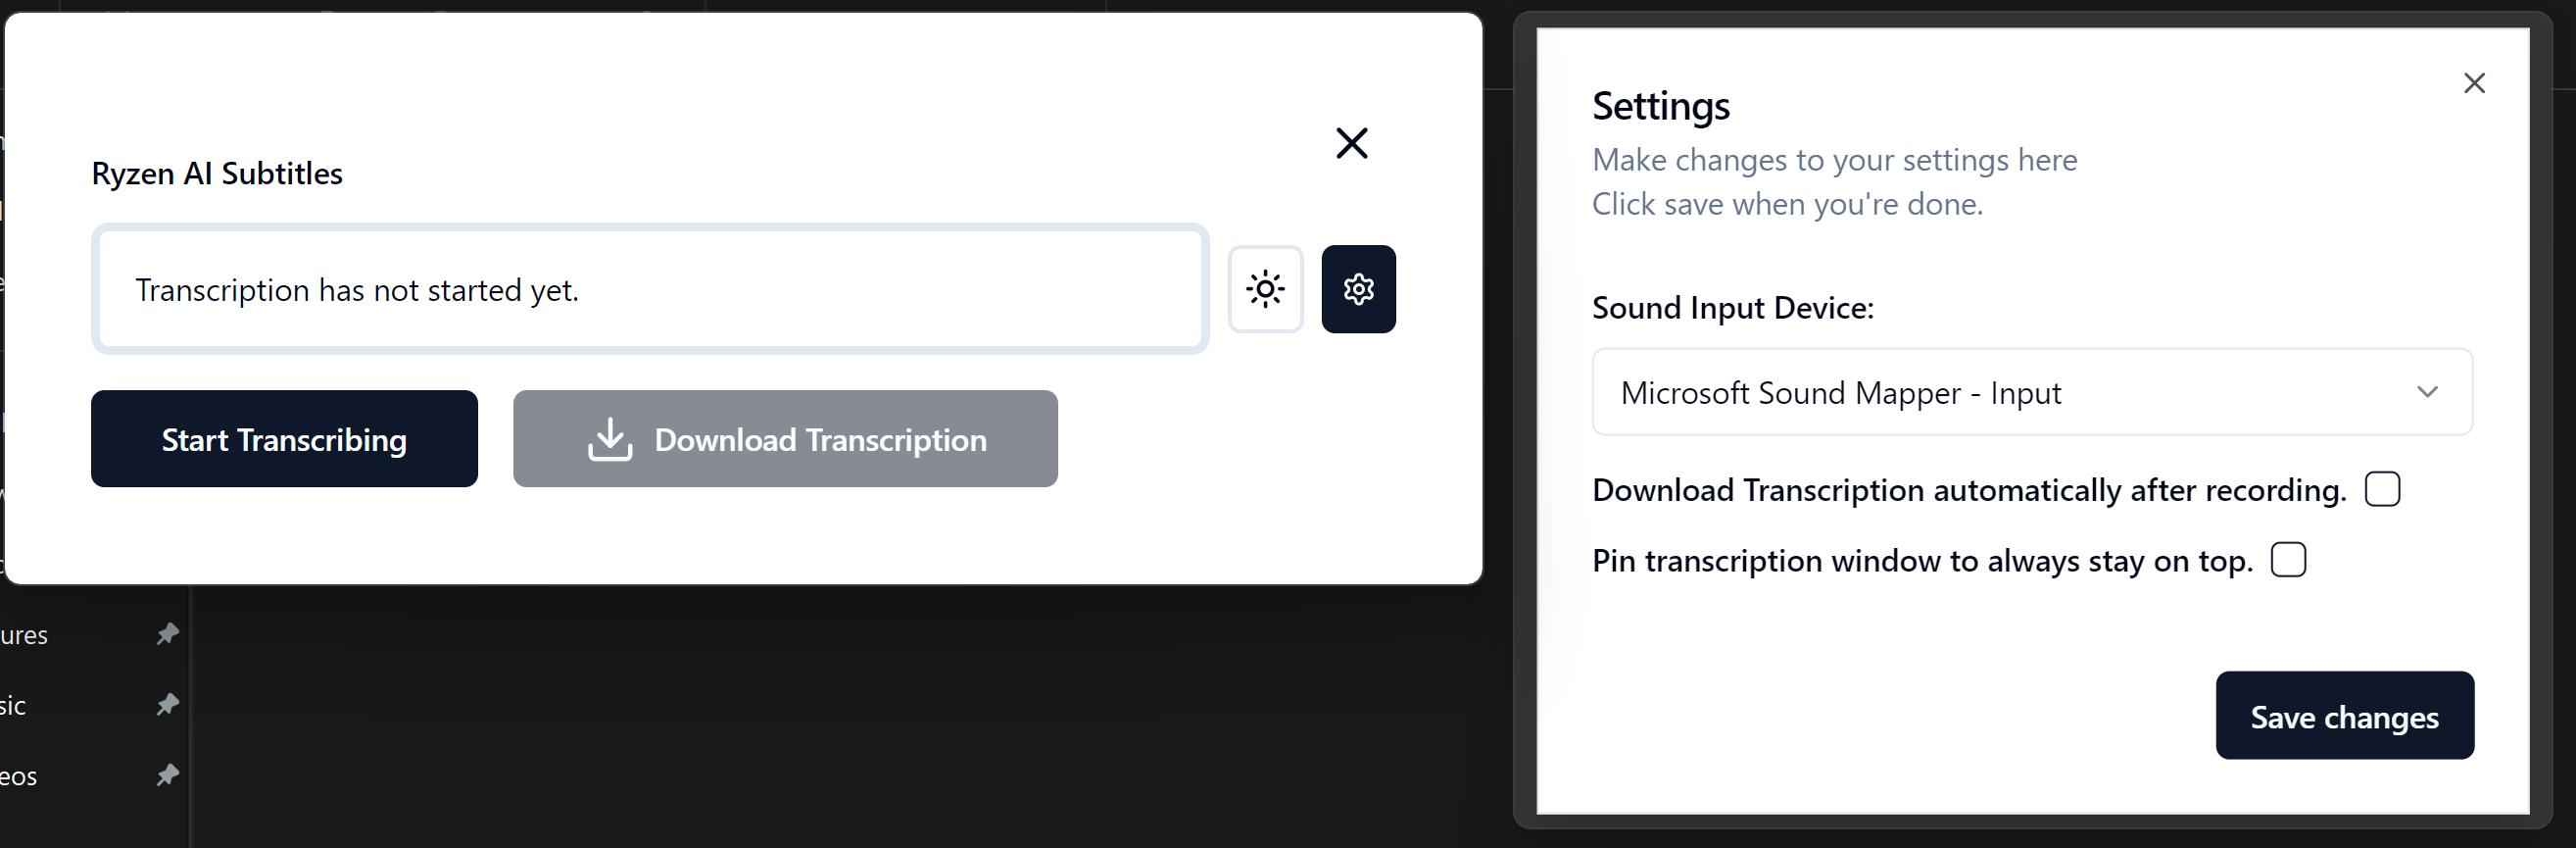 Ryzen AI Subtitles
Transcription has not started yet.
Start Transcribing
Download Transcription
Settings
Make changes to your settings here
Click save when you're done.
Sound Input Device:
Microsoft Sound Mapper - Input
Download Transcription automatically after recording.
Pin transcription window to always stay on top.
Save changes
ures
sic
eos